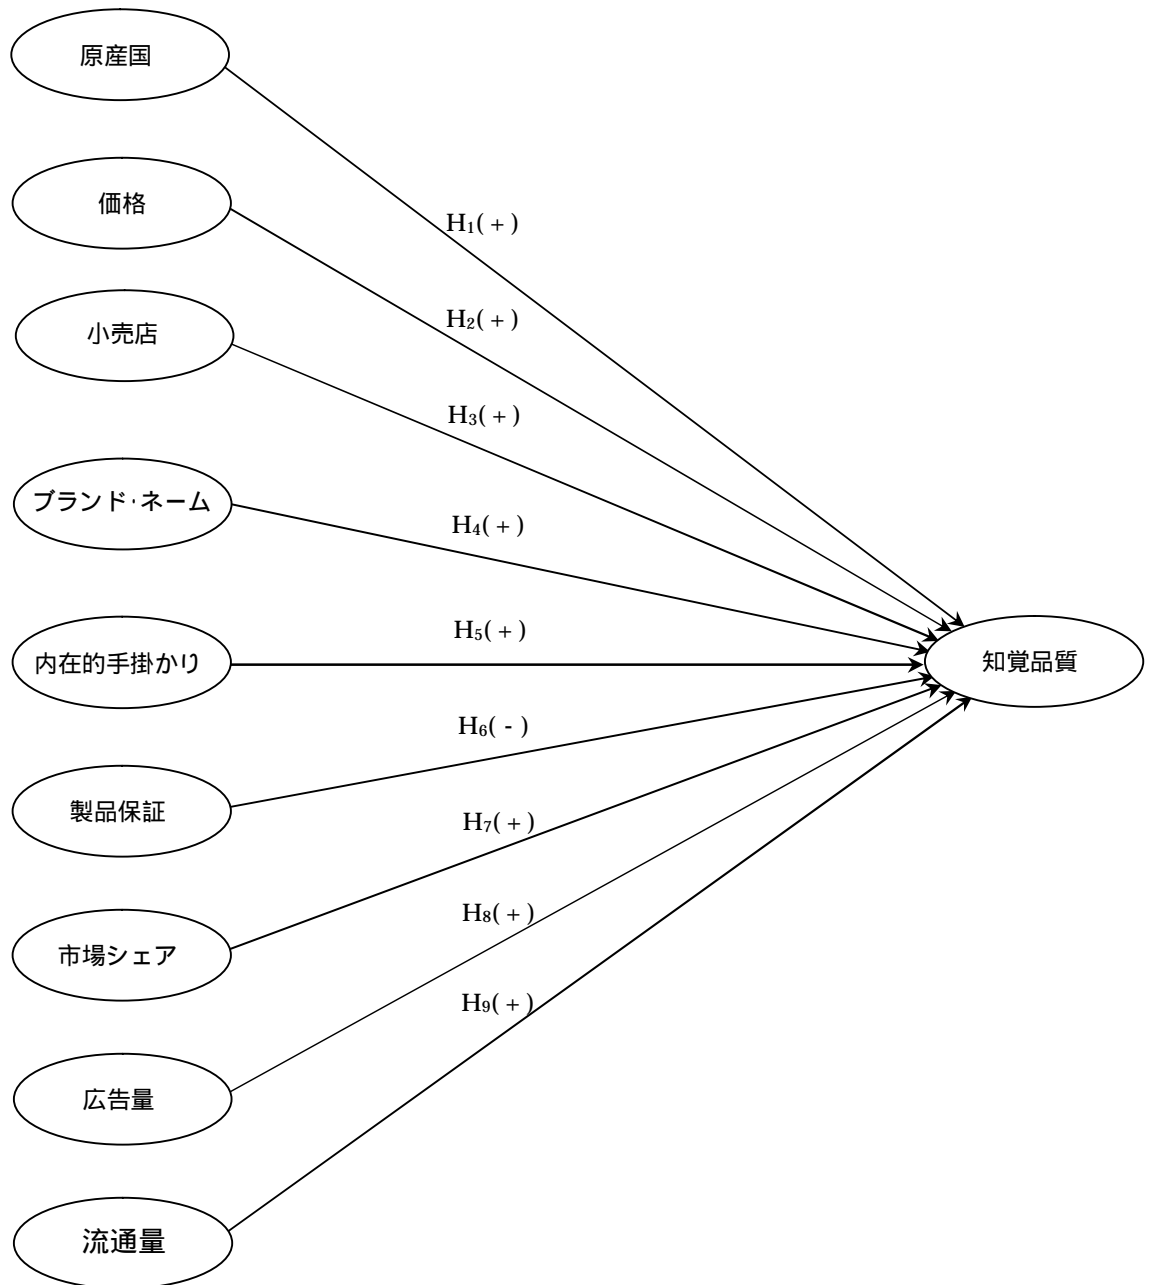 原産国
価格
H₁( + )
小売店
H₂( + )
H₃( + )
ブランド・ネーム
H₄( + )
内在的手掛かり
H₅( + )
知覚品質
H₆( - )
製品保証
H₇( + )
市場シェア
H₈( + )
H₉( + )
広告量
流通量